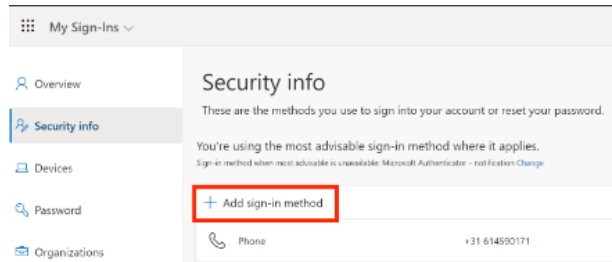 My Sign-Ins
Overview
Security info
Devices
Password
Organizations
Security info
These are the methods you use to sign into your account or reset your password.
You're using the most advisable sign-in method where it applies.
Sign-in method when most advisable is unavailable: Microsoft Authenticator - notification Change
+ Add sign-in method
Phone +31 614590171